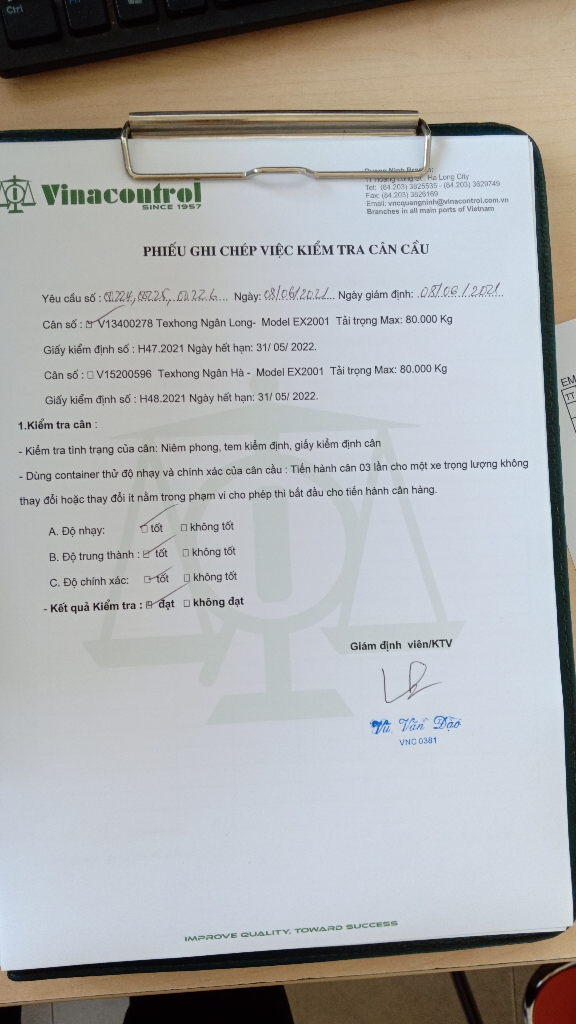 Ctrl
Vinacontrol
SINCE 1957
Ha Long City
Tel: (84.203) 3825535 - (84.203) 3829749
Fax: (84.203) 3826169
Email: vncquangninh@vinacontrol.com.vn
Branches in all main ports of Vietnam
PHIẾU GHI CHÉP VIỆC KIỂM TRA CÂN CẦU
Yêu cầu số : Ngày: 08/06/2021... Ngày giám định: 08/06/2021
Cân số : V13400278 Texhong Ngân Long- Model EX2001 Tải trọng Max: 80.000 Kg
Giấy kiểm định số : H47.2021 Ngày hết hạn: 31/ 05/ 2022.
Cân số : □ V15200596 Texhong Ngân Hà - Model EX2001 Tải trọng Max: 80.000 Kg
Giấy kiểm định số : H48.2021 Ngày hết hạn: 31/ 05/ 2022.
1.Kiểm tra cân :
- Kiểm tra tình trạng của cân: Niêm phong, tem kiểm định, giấy kiểm định cân
- Dùng container thử độ nhạy và chính xác của cân cầu : Tiến hành cân 03 lần cho một xe trọng lượng không
thay đổi hoặc thay đổi ít nằm trong phạm vi cho phép thì bắt đầu cho tiến hành cân hàng.
A. Độ nhạy: □ tốt □ không tốt
B. Độ trung thành : □ tốt □ không tốt
C. Độ chính xác: □ tốt □ không tốt
- Kết quả Kiểm tra : □ đạt □ không đạt
Giám định viên/KTV
Vũ Văn Đạo
VNC 0381
IMPROVE QUALITY, TOWARD SUCCESS
EM
TT